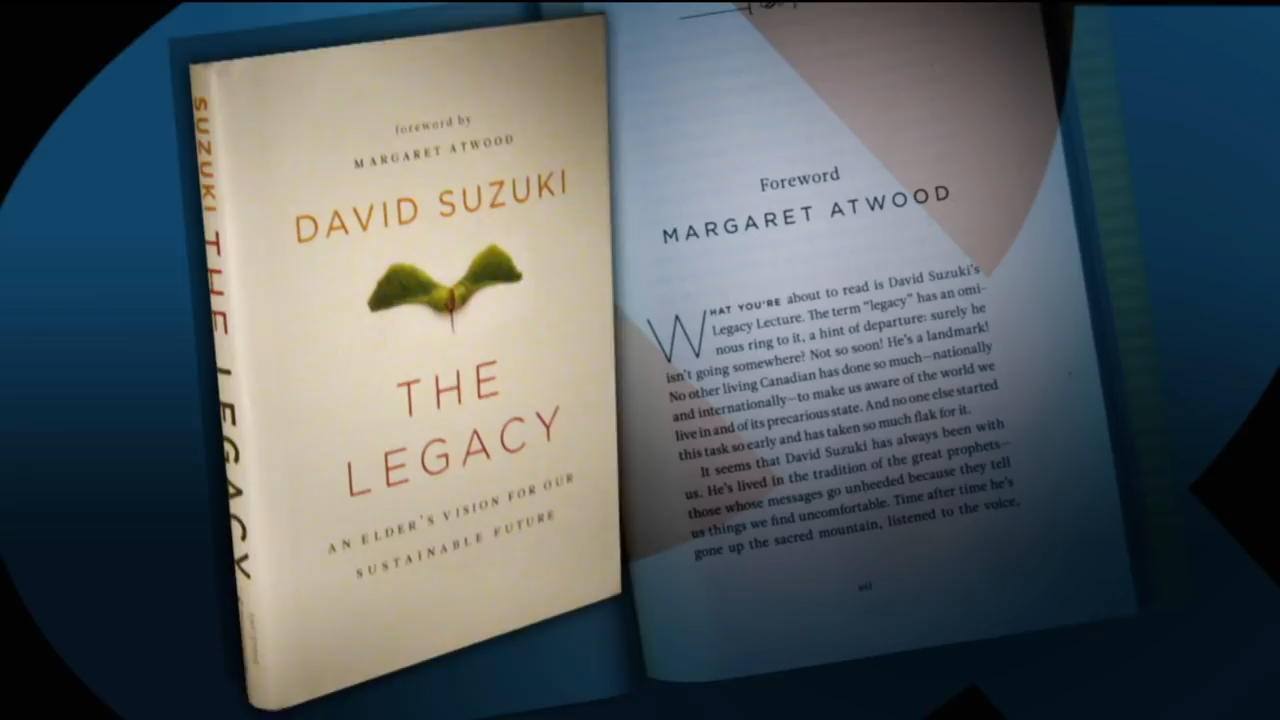 foreword by
MARGARET ATWOOD
DAVID SUZUKI
THE
LEGACY
AN ELDER'S VISION FOR OUR
SUSTAINABLE FUTURE
SUZUKI THE LEGACY
Foreword
MARGARET ATWOOD
WHAT YOU'RE about to read is David Suzuki's
Legacy Lecture. The term "legacy" has an omi-
nous ring to it, a hint of departure: surely he
isn't going somewhere? Not so soon! He's a landmark!
No other living Canadian has done so much—nationally
and internationally—to make us aware of the world we
live in and of its precarious state. And no one else started
this task so early and has taken so much flak for it.
It seems that David Suzuki has always been with
us. He's lived in the tradition of the great prophets—
those whose messages go unheeded because they tell
us things we find uncomfortable. Time after time he's
gone up the sacred mountain, listened to the voice,
vii